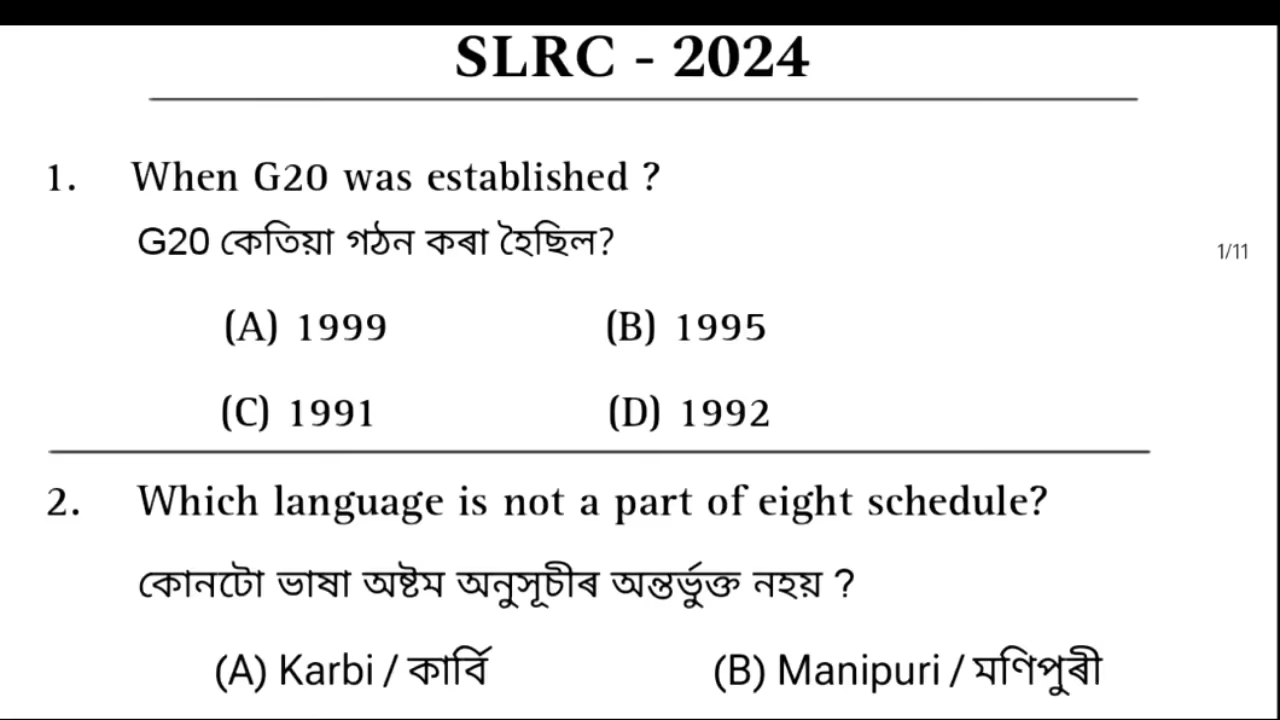 SLRC - 2024
1. When G20 was established ?
G20 কেতিয়া গঠন কৰা হৈছিল?
1/11
(A) 1999 (B) 1995
(C) 1991 (D) 1992
2. Which language is not a part of eight schedule?
কোনটো ভাষা অষ্টম অনুসূচীৰ অন্তৰ্ভুক্ত নহয় ?
(A) Karbi / কাৰ্বি (B) Manipuri / মণিপুৰী